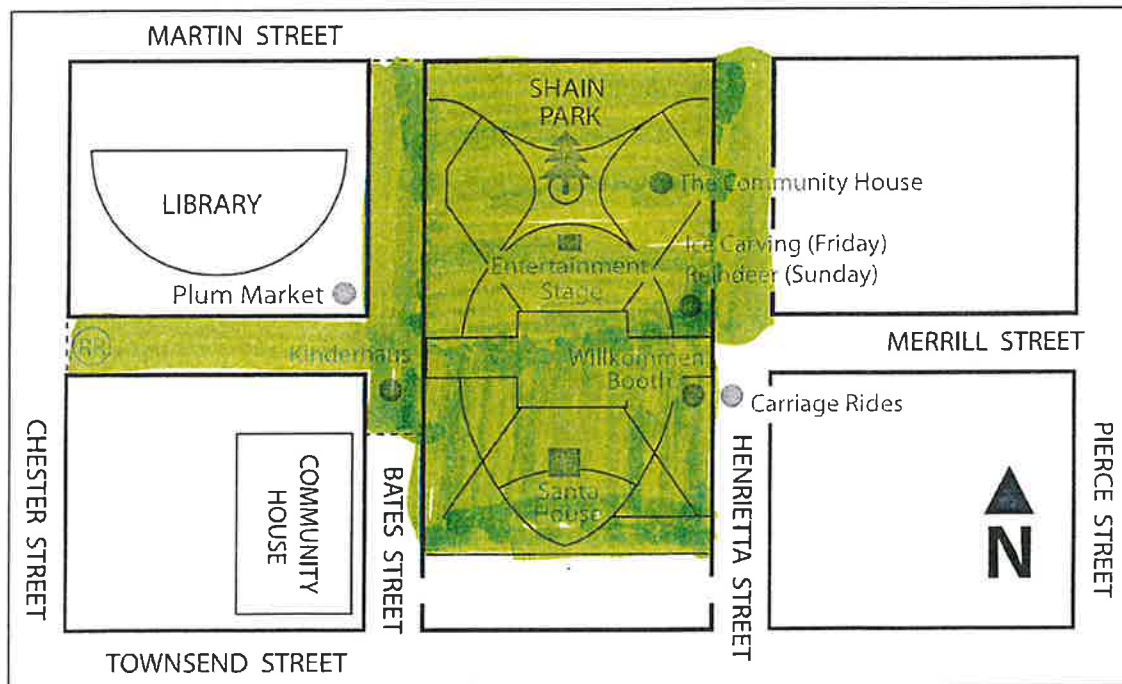 MARTIN STREET
SHAIN
PARK
The Community House
LIBRARY
Ice Carving (Friday)
Entertainment
Stage
Reindeer (Sunday)
Plum Market
RR
Kinderhaus
Willkommen
Booth
MERRILL STREET
Carriage Rides
CHESTER STREET
COMMUNITY
HOUSE
BATES STREET
Santa
House
HENRIETTA STREET
PIERCE STREET
N
TOWNSEND STREET